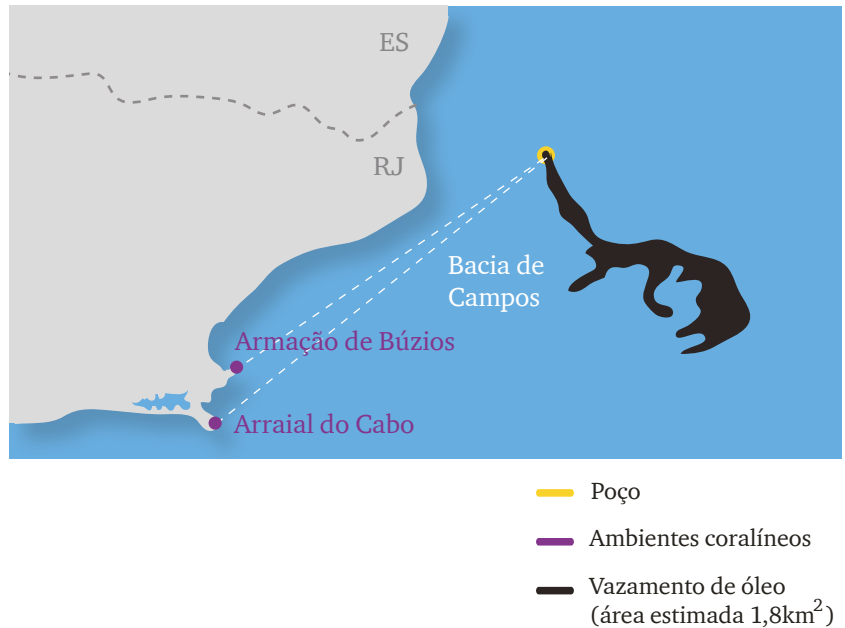 ES
RJ
Bacia de
Campos
Armação de Búzios
Arraial do Cabo
Poço
Ambientes coralíneos
Vazamento de óleo
(área estimada 1,8km²)